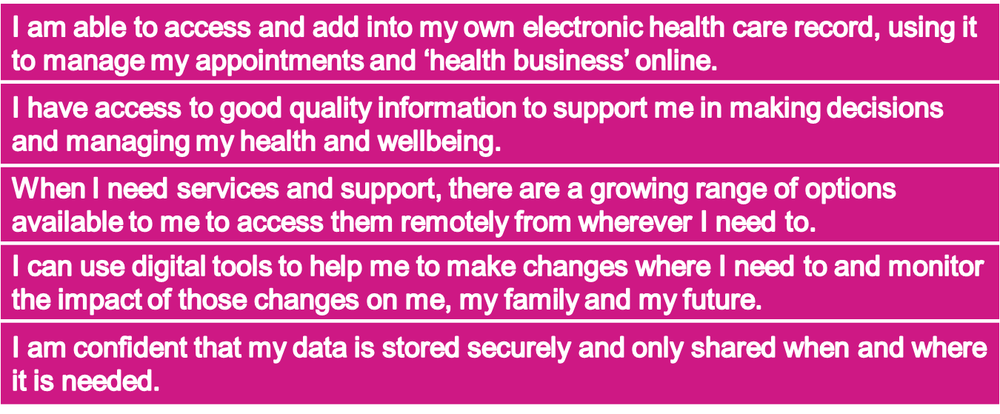 I am able to access and add into my own electronic health care record, using it
to manage my appointments and ‘health business’ online.
I have access to good quality information to support me in making decisions
and managing my health and wellbeing.
When I need services and support, there are a growing range of options
available to me to access them remotely from wherever I need to.
I can use digital tools to help me to make changes where I need to and monitor
the impact of those changes on me, my family and my future.
I am confident that my data is stored securely and only shared when and where
it is needed.